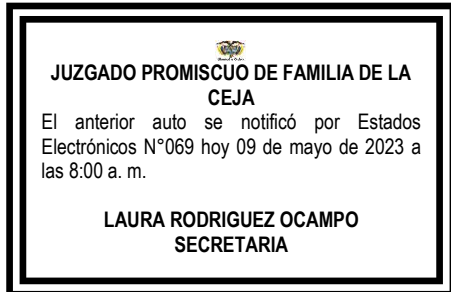 JUZGADO PROMISCUO DE FAMILIA DE LA
CEJA
El anterior auto se notificó por Estados
Electrónicos N°069 hoy 09 de mayo de 2023 a
las 8:00 a. m.
LAURA RODRIGUEZ OCAMPO
SECRETARIA